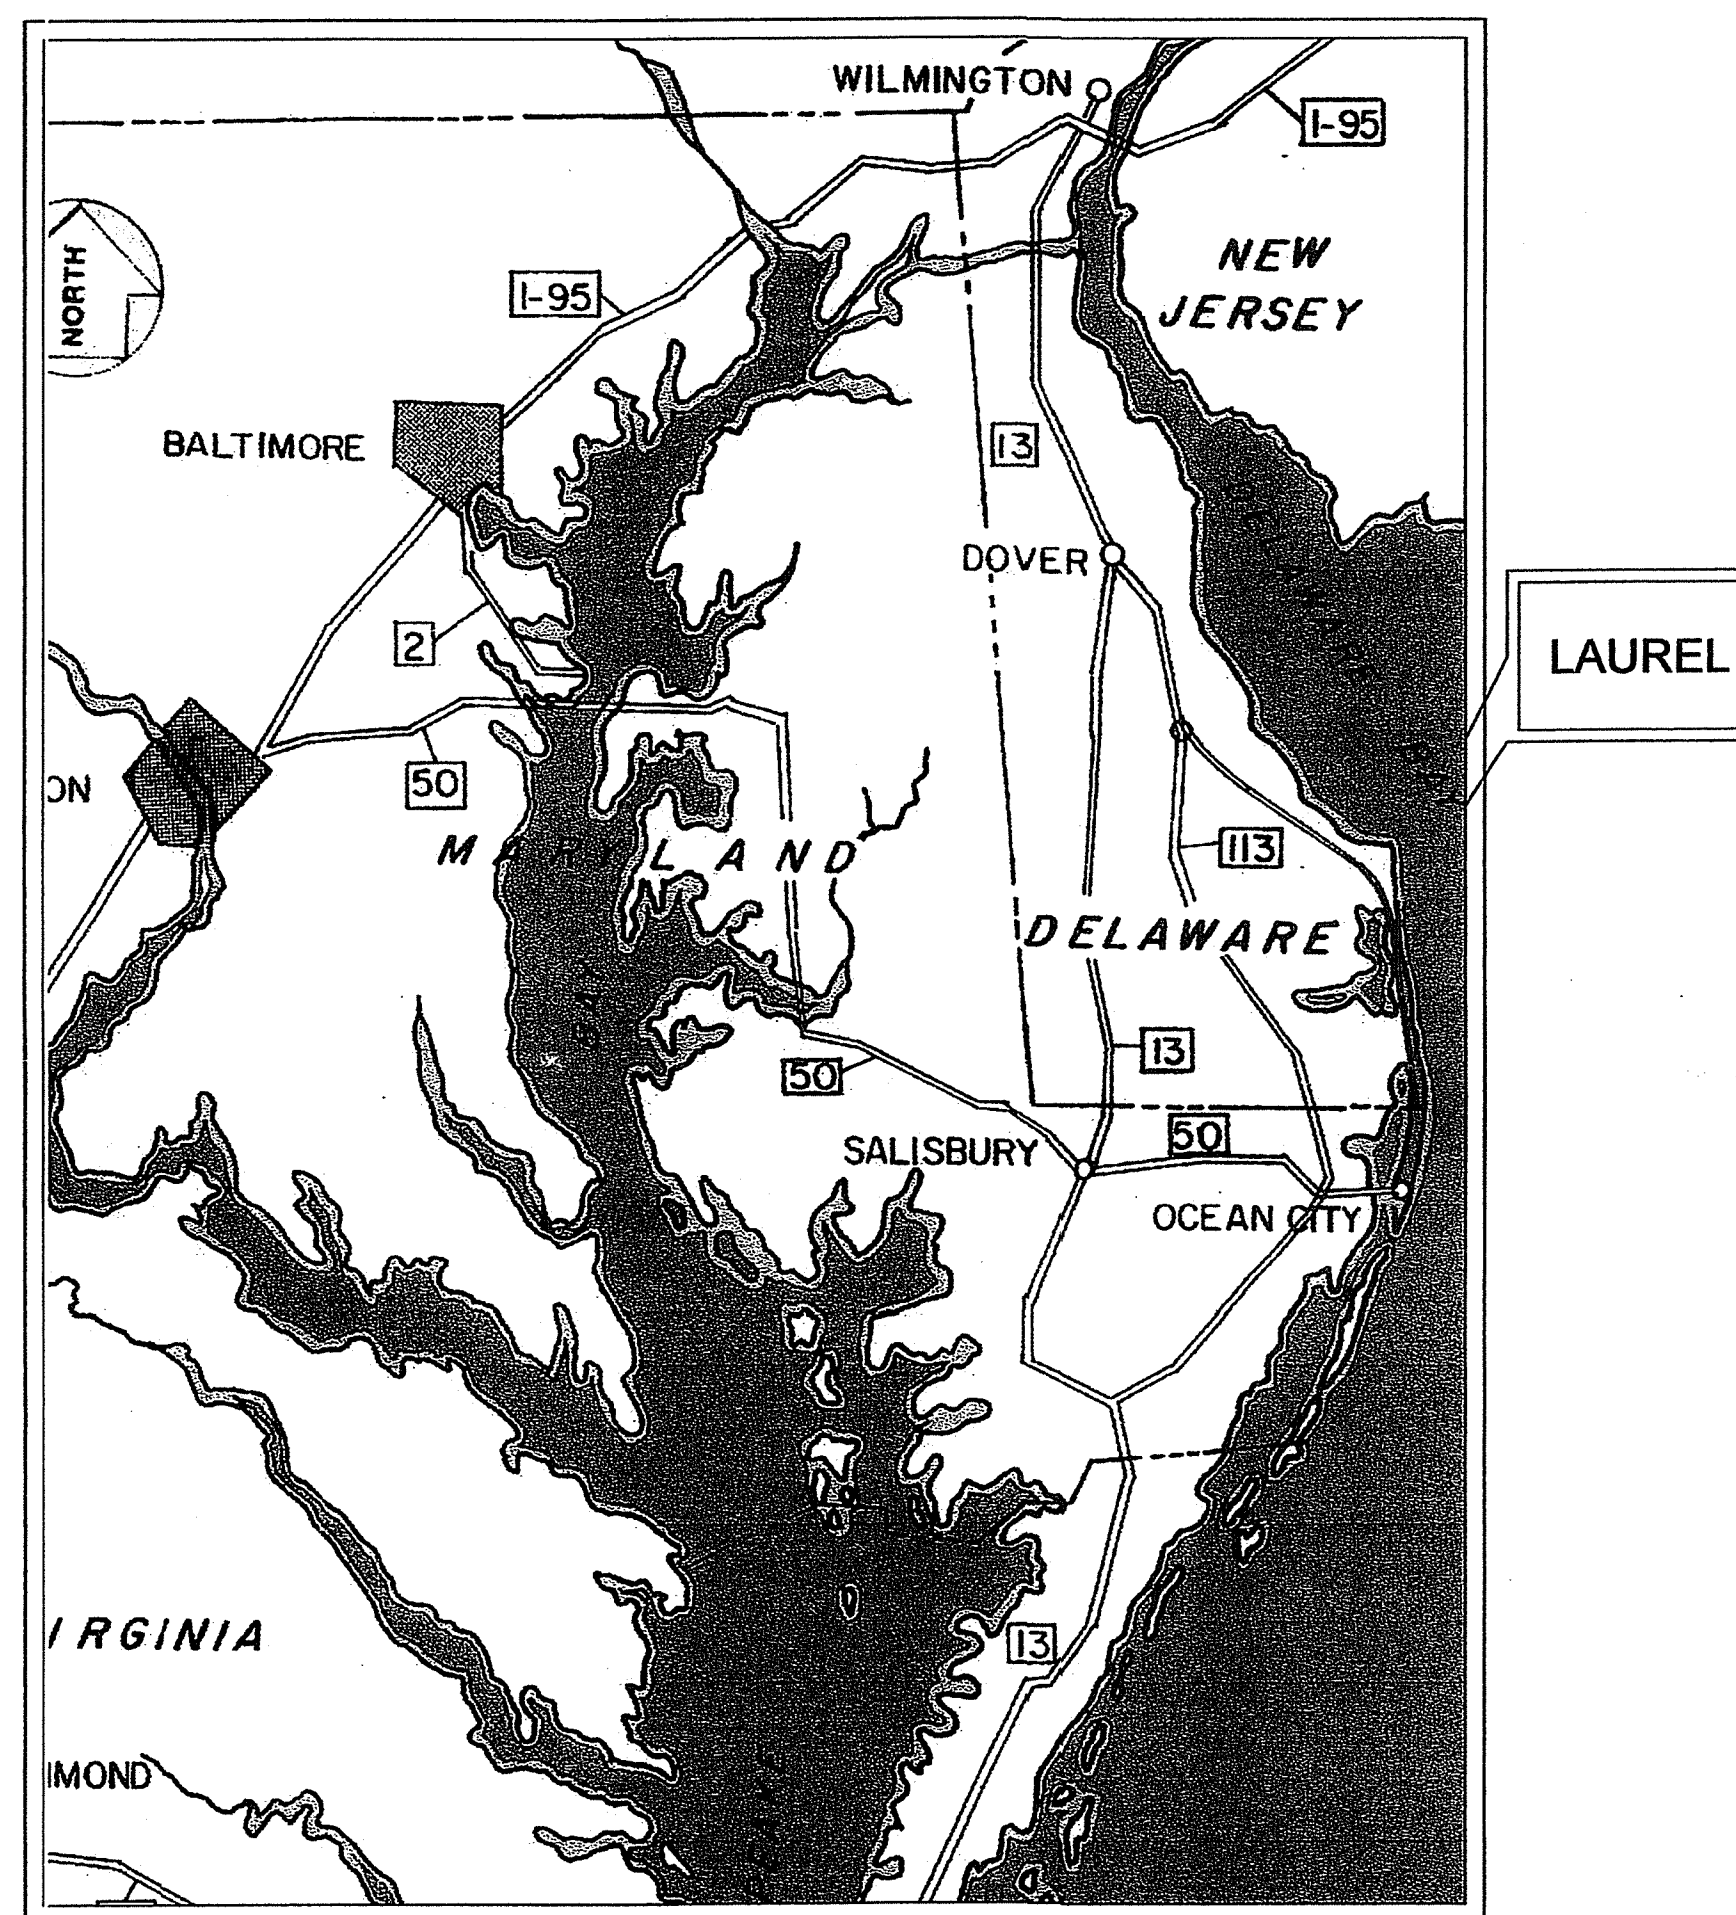 WILMINGTON
I-95
NEW
JERSEY
NORTH
I-95
BALTIMORE
13
DOVER
2
LAUREL
50
ON
MARYLAND
113
DELAWARE
13
50
50
SALISBURY
OCEAN CITY
IRGINIA
13
MOND